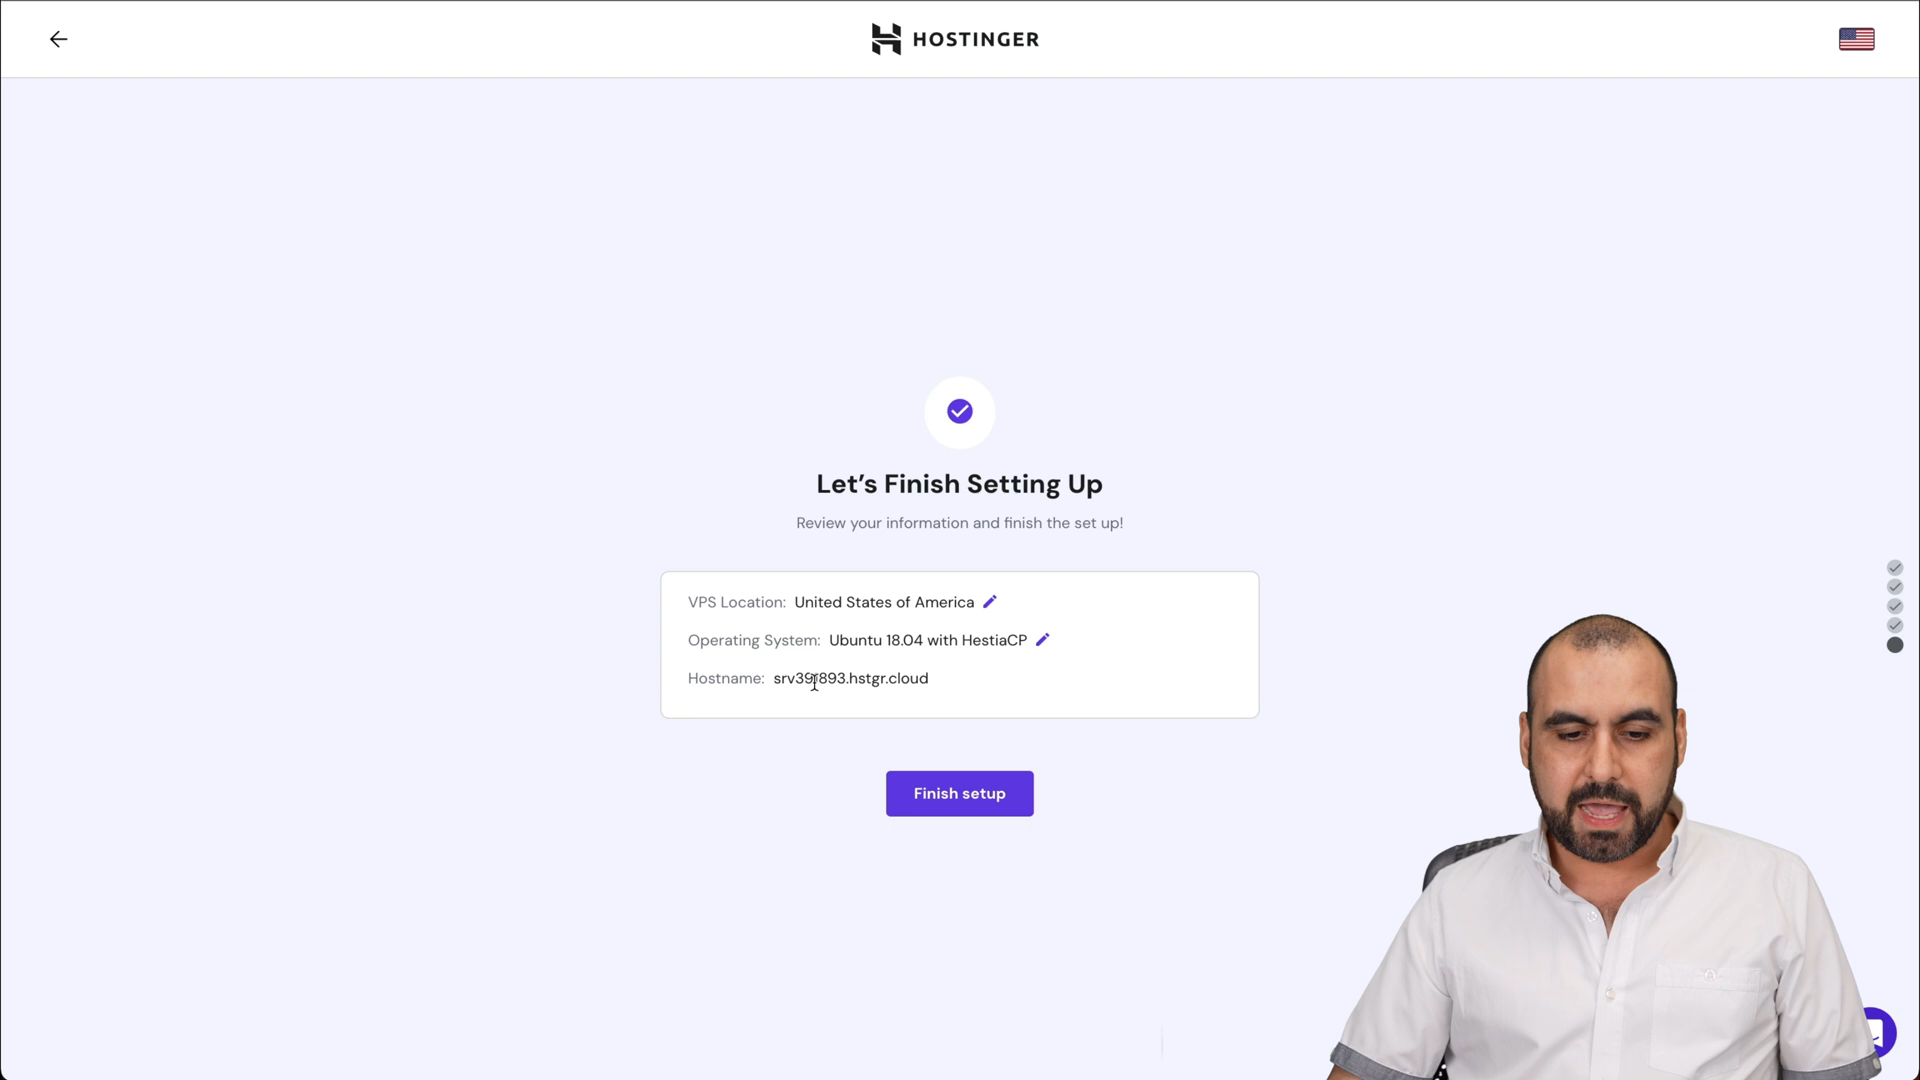 HOSTINGER
Let's Finish Setting Up
Review your information and finish the set up!
VPS Location: United States of America
Operating System: Ubuntu 18.04 with HestiaCP
Hostname:
Finish setup